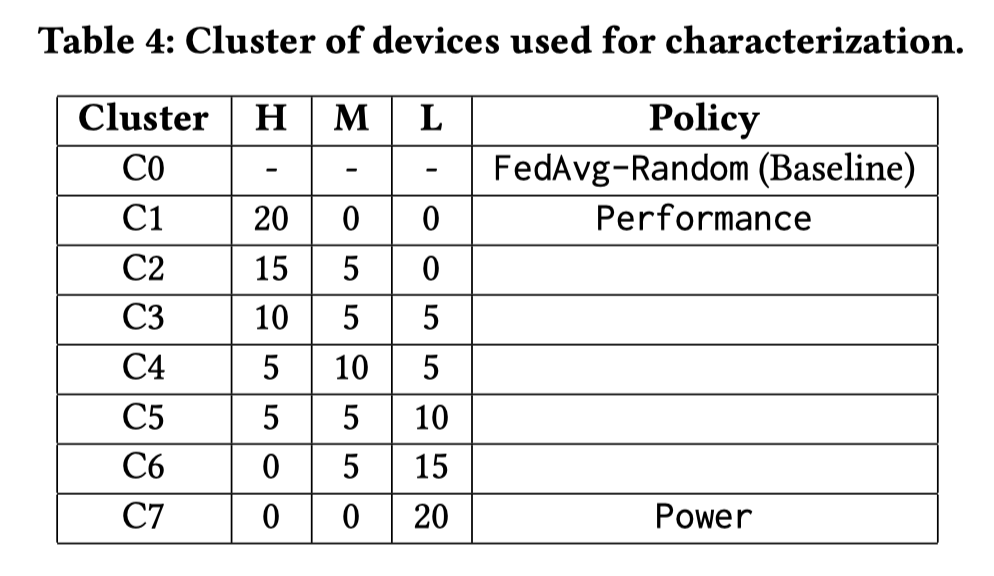 Table 4: Cluster of devices used for characterization.
Cluster H M L Policy
C0 - - - FedAvg-Random (Baseline)
C1 20 0 0 Performance
C2 15 5 0
C3 10 5 5
C4 5 10 5
C5 5 5 10
C6 0 5 15
C7 0 0 20 Power